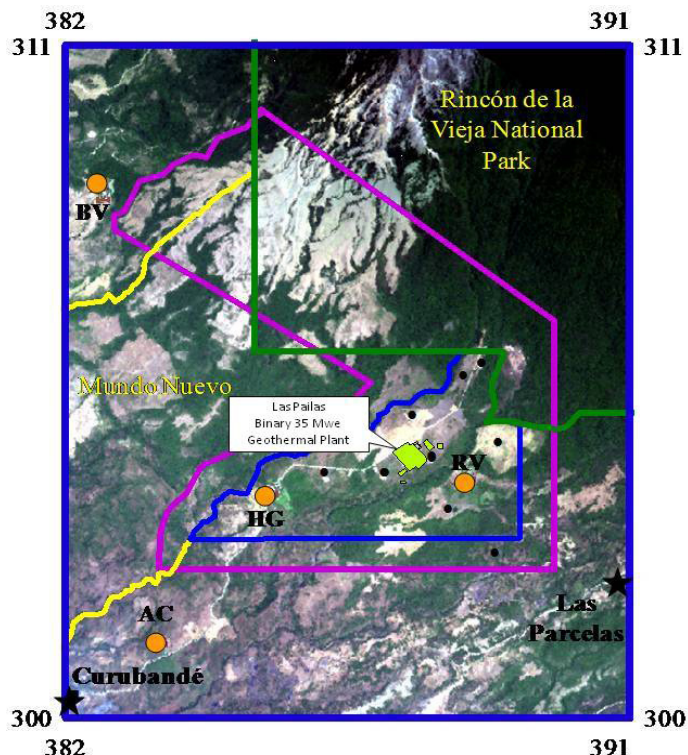 382
391
311
311
Rincón de la
Vieja National
Park
BV
Mundo Nuevo
Las Pailas
Binary 35 Mwe
Geothermal Plant
RV
HG
AC
Las
Parcelas
Curubandé
300
300
382
391